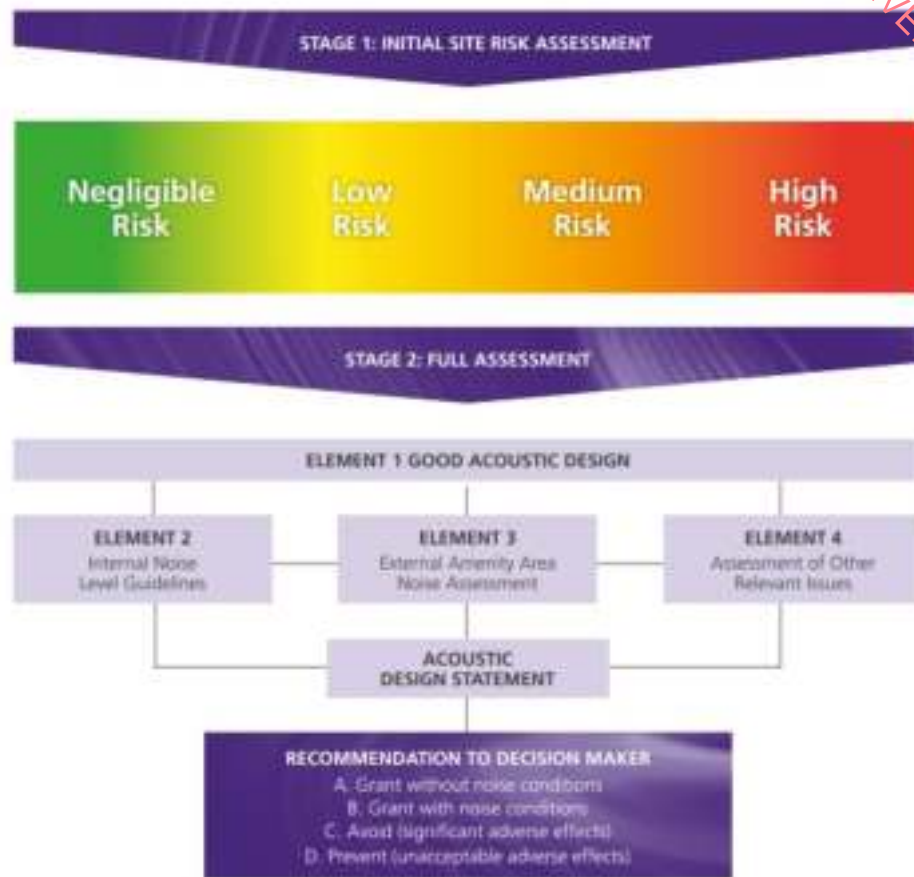 STAGE 1: INITIAL SITE RISK ASSESSMENT
Negligible
Risk
Low
Risk
Medium
Risk
High
Risk
STAGE 2: FULL ASSESSMENT
ELEMENT 1 GOOD ACOUSTIC DESIGN
ELEMENT 2
Internal Noise
Level Guidelines
ELEMENT 3
External Amenity Area
Noise Assessment
ELEMENT 4
Assessment of Other
Relevant Issues
ACOUSTIC
DESIGN STATEMENT
RECOMMENDATION TO DECISION MAKER
A. Grant without noise conditions
B. Grant with noise conditions
C. Avoid (significant adverse effects)
D. Prevent (unacceptable adverse effects)